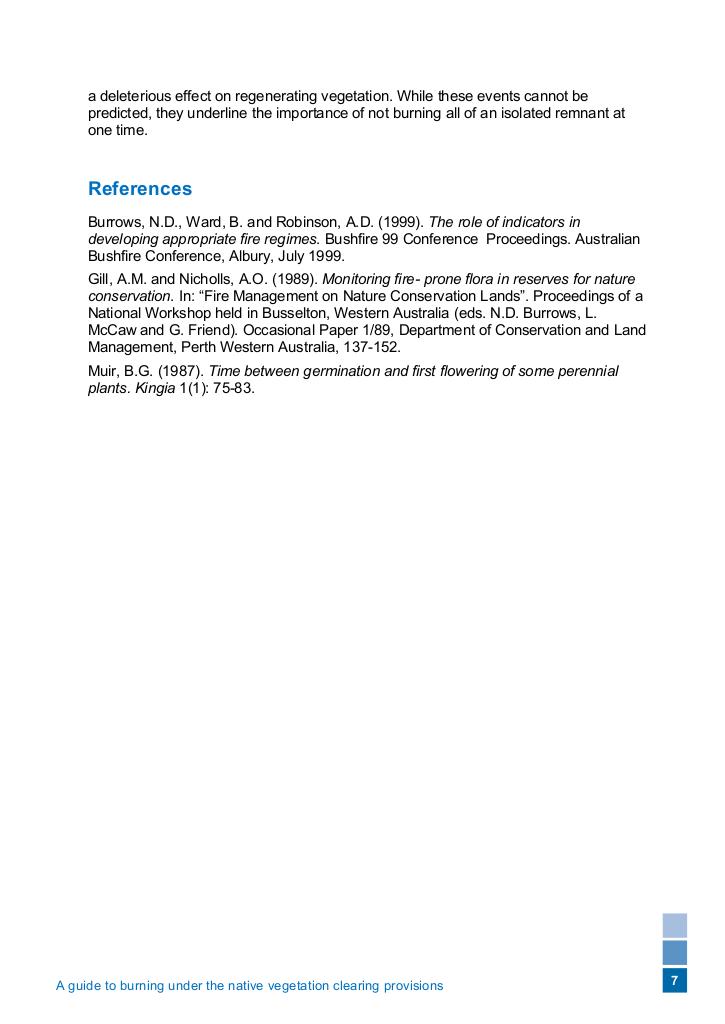 a deleterious effect on regenerating vegetation. While these events cannot be
predicted, they underline the importance of not burning all of an isolated remnant at
one time.
References
Burrows, N.D., Ward, B. and Robinson, A.D. (1999). The role of indicators in
developing appropriate fire regimes. Bushfire 99 Conference  Proceedings. Australian
Bushfire Conference, Albury, July 1999.
Gill, A.M. and Nicholls, A.O. (1989). Monitoring fire- prone flora in reserves for nature
conservation. In: “Fire Management on Nature Conservation Lands”. Proceedings of a
National Workshop held in Busselton, Western Australia (eds. N.D. Burrows, L.
McCaw and G. Friend). Occasional Paper 1/89, Department of Conservation and Land
Management, Perth Western Australia, 137-152.
Muir, B.G. (1987). Time between germination and first flowering of some perennial
plants. Kingia 1(1): 75-83.
A guide to burning under the native vegetation clearing provisions
7